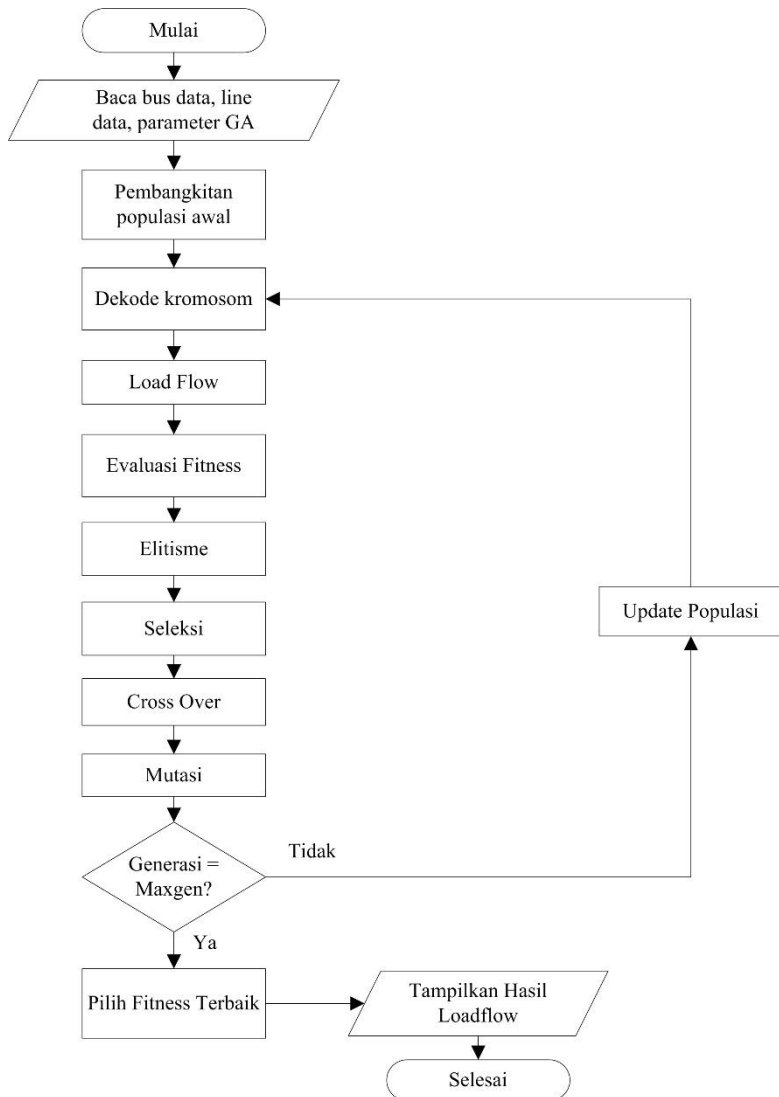 Mulai
Baca bus data, line
data, parameter GA
Pembangkitan
populasi awal
Dekode kromosom
Load Flow
Evaluasi Fitness
Elitisme
Seleksi
Update Populasi
Cross Over
Mutasi
Generasi =
Maxgen?
Tidak
Ya
Pilih Fitness Terbaik
Tampilkan Hasil
Loadflow
Selesai